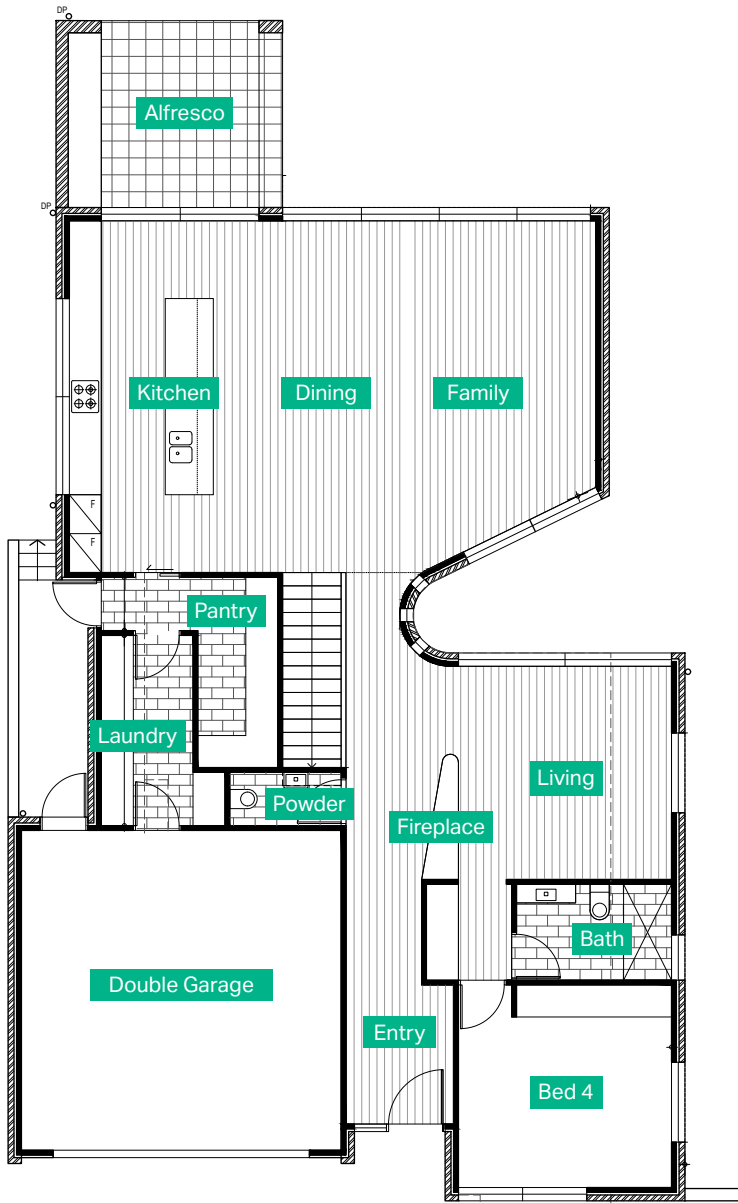 DP
Alfresco
DP
Kitchen
Dining
Family
F
F
Pantry
Laundry
Living
Powder
Fireplace
Bath
Double Garage
Entry
Bed 4